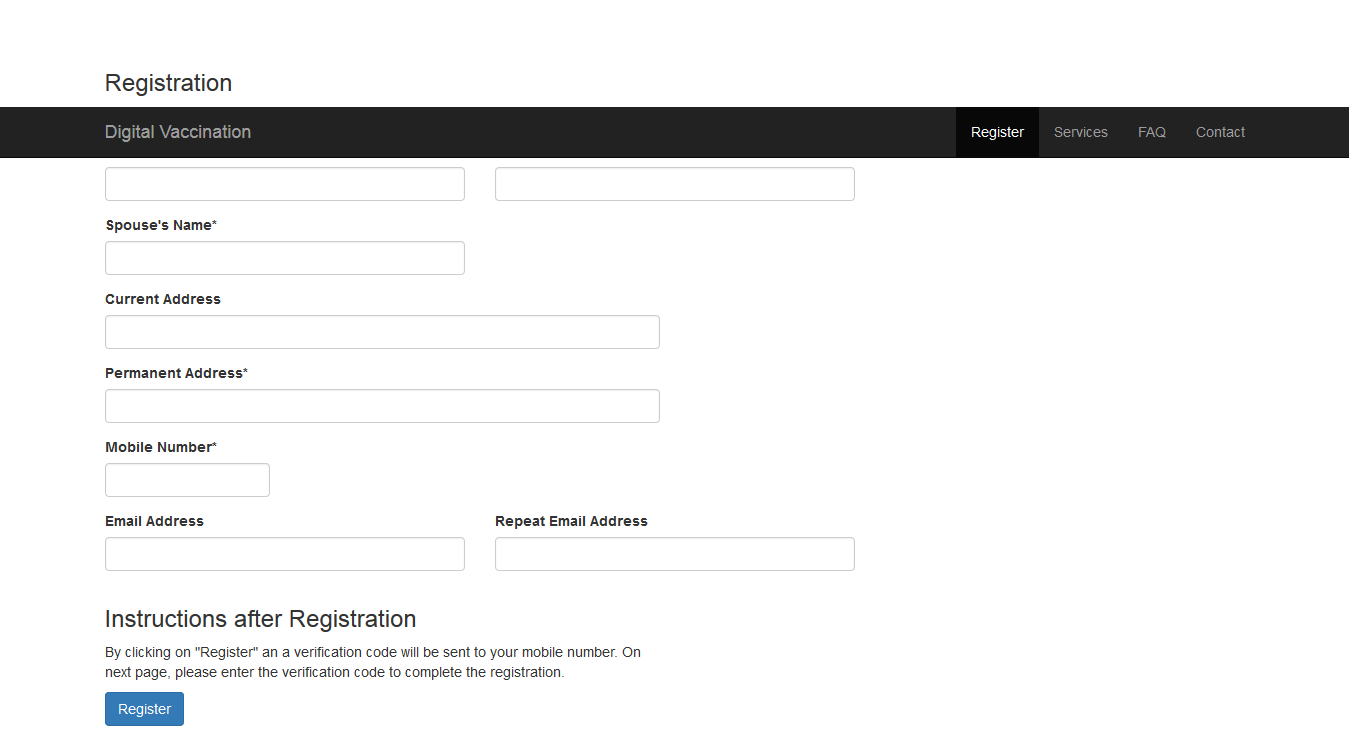 Registration
Digital Vaccination
Register
Services
FAQ
Contact
Spouse's Name*
Current Address
Permanent Address*
Mobile Number*
Email Address
Repeat Email Address
Instructions after Registration
By clicking on "Register" an a verification code will be sent to your mobile number. On
next page, please enter the verification code to complete the registration.
Register